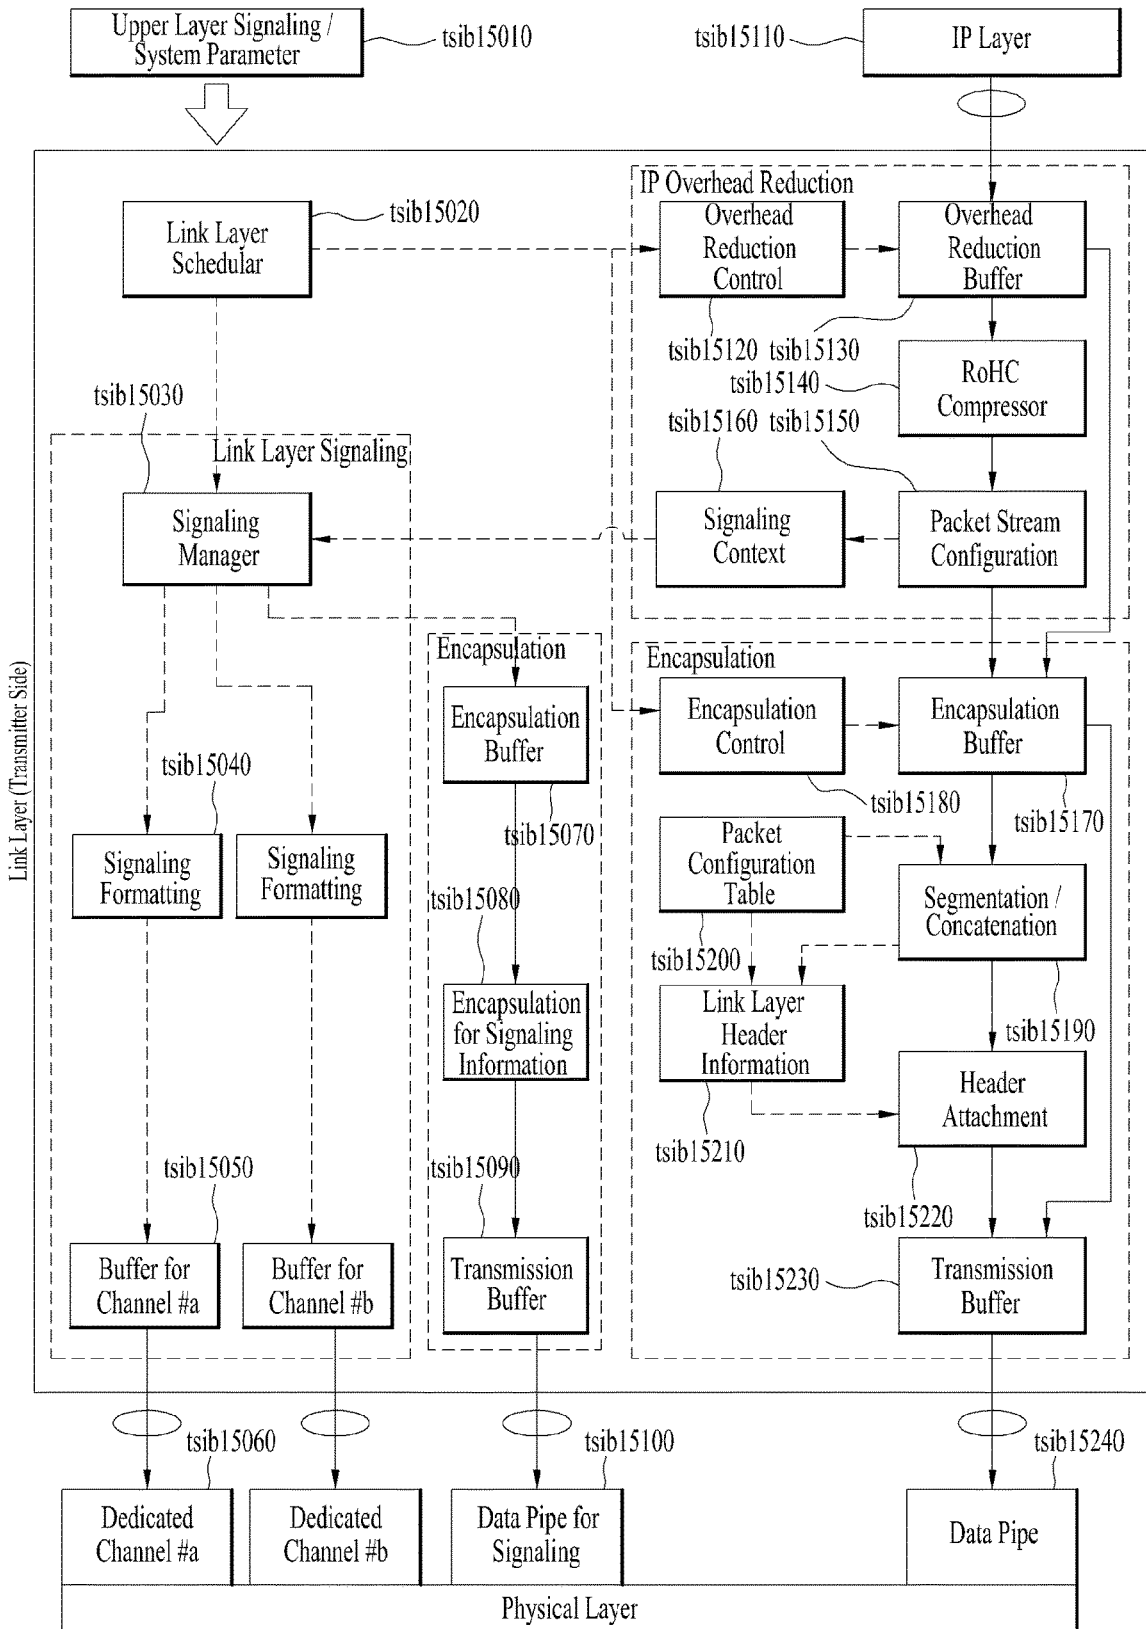 Upper Layer Signaling /
System Parameter
tsib15010
tsib15110
IP Layer
Link Layer (Transmitter Side)
IP Overhead Reduction
Link Layer
Schedular
tsib15020
Overhead
Reduction
Control
Overhead
Reduction
Buffer
tsib15120
tsib15130
tsib15140
RoHC
Compressor
tsib15030
tsib15160
tsib15150
Link Layer Signaling
Signaling
Manager
Signaling
Context
Packet Stream
Configuration
Encapsulation
Encapsulation
Encapsulation
Buffer
Encapsulation
Control
Encapsulation
Buffer
tsib15040
tsib15070
tsib15180
tsib15170
Signaling
Formatting
Signaling
Formatting
tsib15080
Packet
Configuration
Table
Segmentation /
Concatenation
tsib15200
Encapsulation
for Signaling
Information
Link Layer
Header
Information
tsib15190
Header
Attachment
tsib15210
tsib15050
tsib15090
tsib15220
Buffer for
Channel #a
Buffer for
Channel #b
Transmission
Buffer
tsib15230
Transmission
Buffer
tsib15060
tsib15100
tsib15240
Dedicated
Channel #a
Dedicated
Channel #b
Data Pipe for
Signaling
Data Pipe
Physical Layer